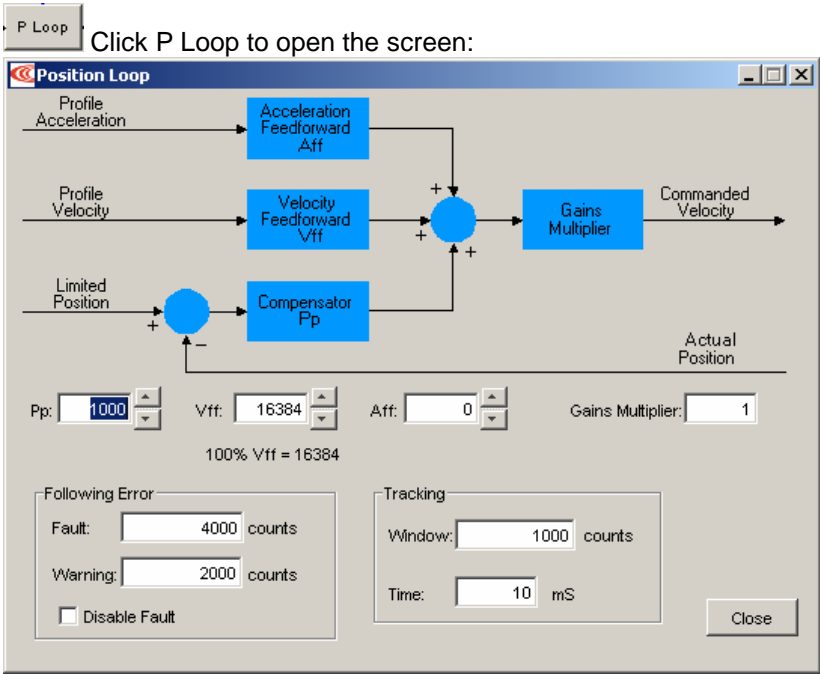 P Loop
Click P Loop to open the screen:
Position Loop
Profile
Acceleration
Acceleration
Feedforward
Aff
Profile
Velocity
Velocity
Feedforward
Vff
+
+
+
Gains
Multiplier
Commanded
Velocity
Limited
Position
+
−
Compensator
Pp
Actual
Position
Pp: 1000 Vff: 16384 Aff: 0 Gains Multiplier: 1
100% Vff = 16384
Following Error
Fault: 4000 counts
Warning: 2000 counts
Disable Fault
Tracking
Window: 1000 counts
Time: 10 mS
Close